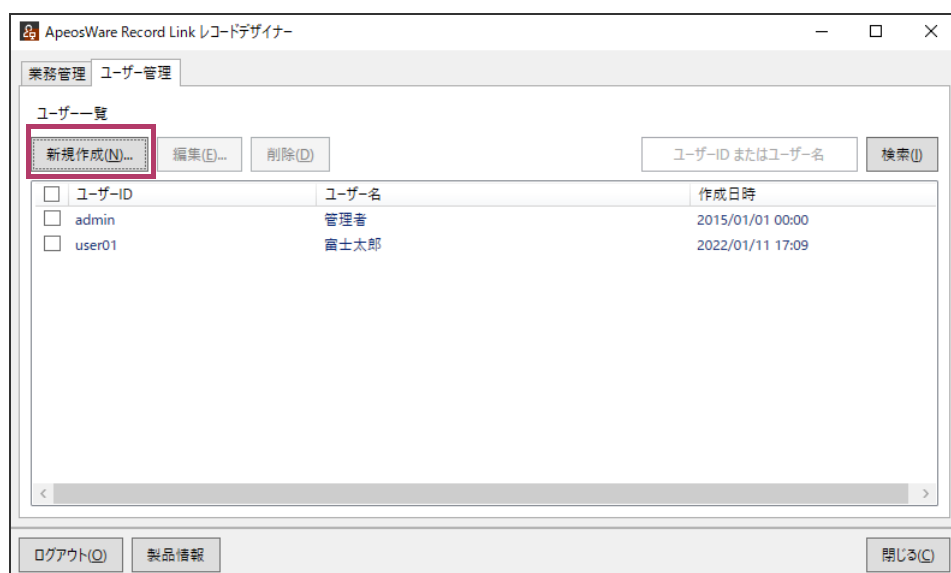 ApeosWare Record Link レコードデザイナー
業務管理 ユーザー管理
ユーザー一覧
新規作成(N)... 編集(E)... 削除(D) ユーザーID またはユーザー名 検索(I)
ユーザーID ユーザー名 作成日時
admin 管理者 2015/01/01 00:00
user01 富士太郎 2022/01/11 17:09
ログアウト(O) 製品情報 閉じる(C)